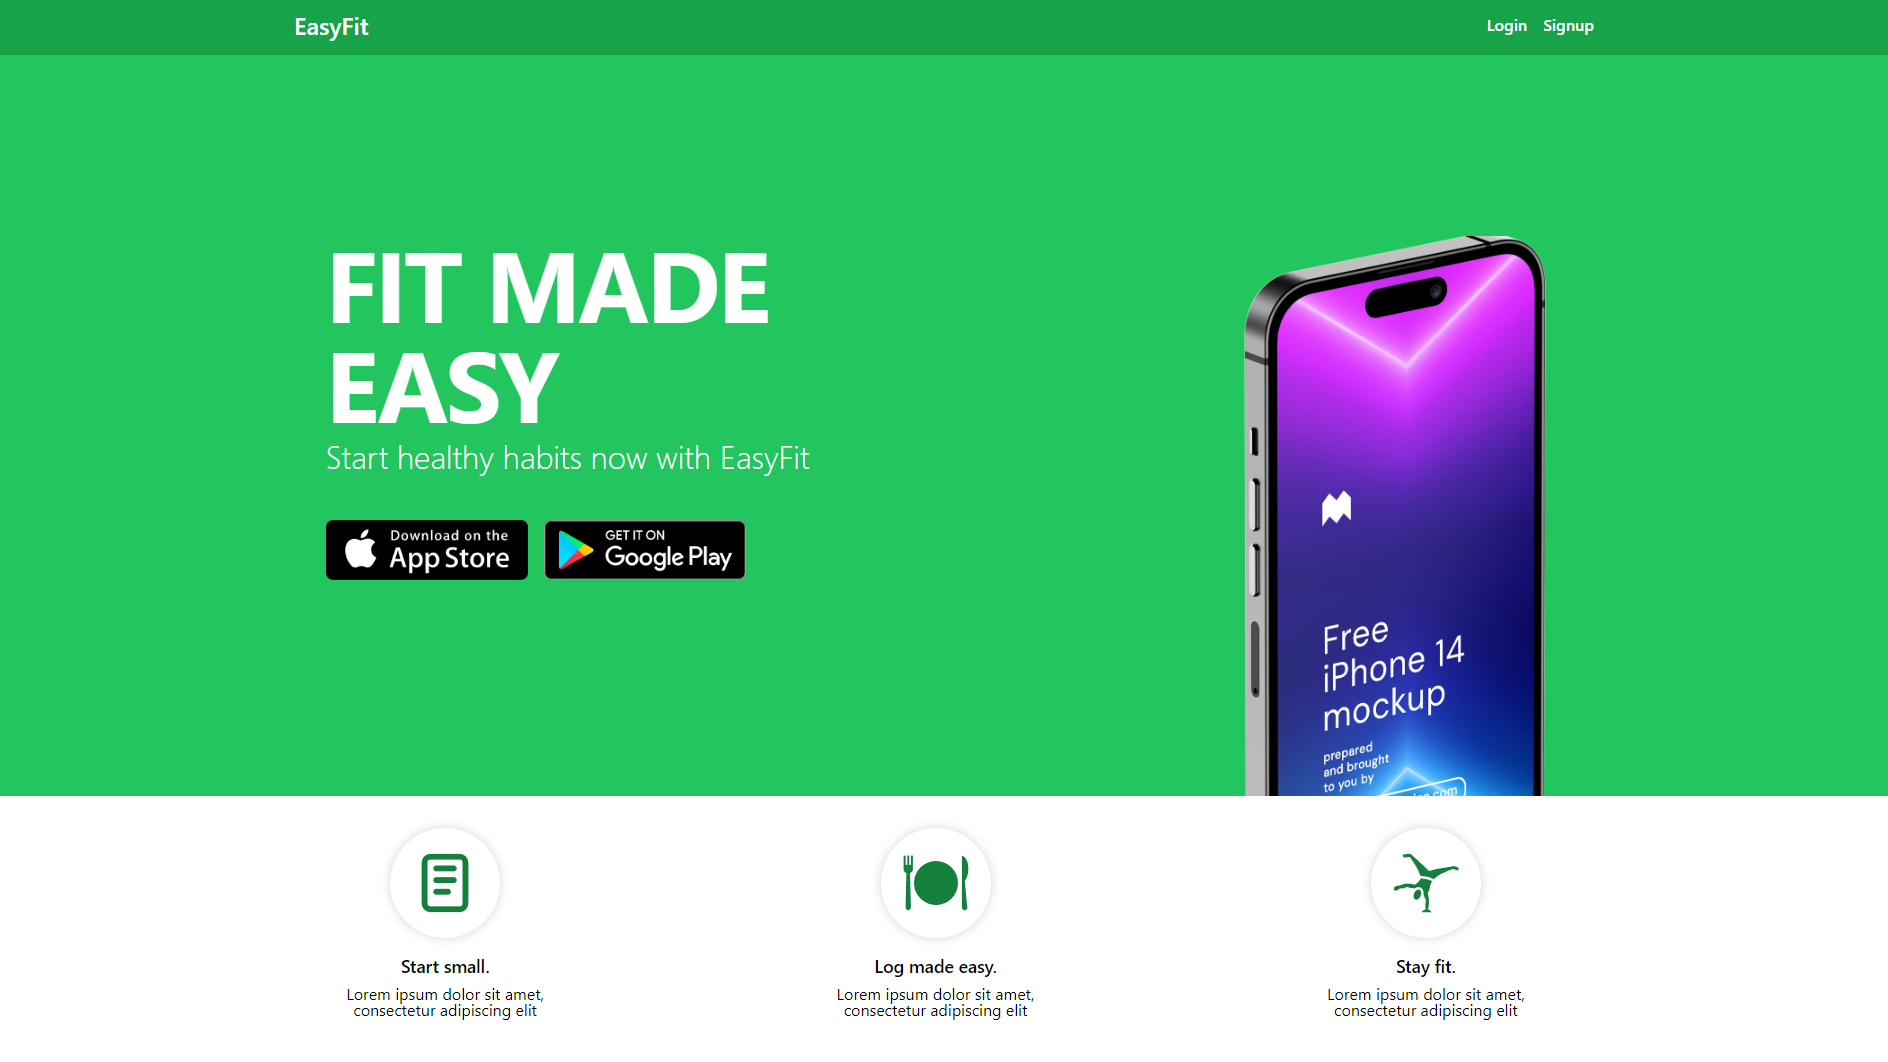 EasyFit
Login Signup
FIT MADE
EASY
Start healthy habits now with EasyFit
Download on the
App Store
GET IT ON
Google Play
Free
iPhone 14
mockup
prepared
and brought
to you by
Start small.
Lorem ipsum dolor sit amet,
consectetur adipiscing elit
Log made easy.
Lorem ipsum dolor sit amet,
consectetur adipiscing elit
Stay fit.
Lorem ipsum dolor sit amet,
consectetur adipiscing elit